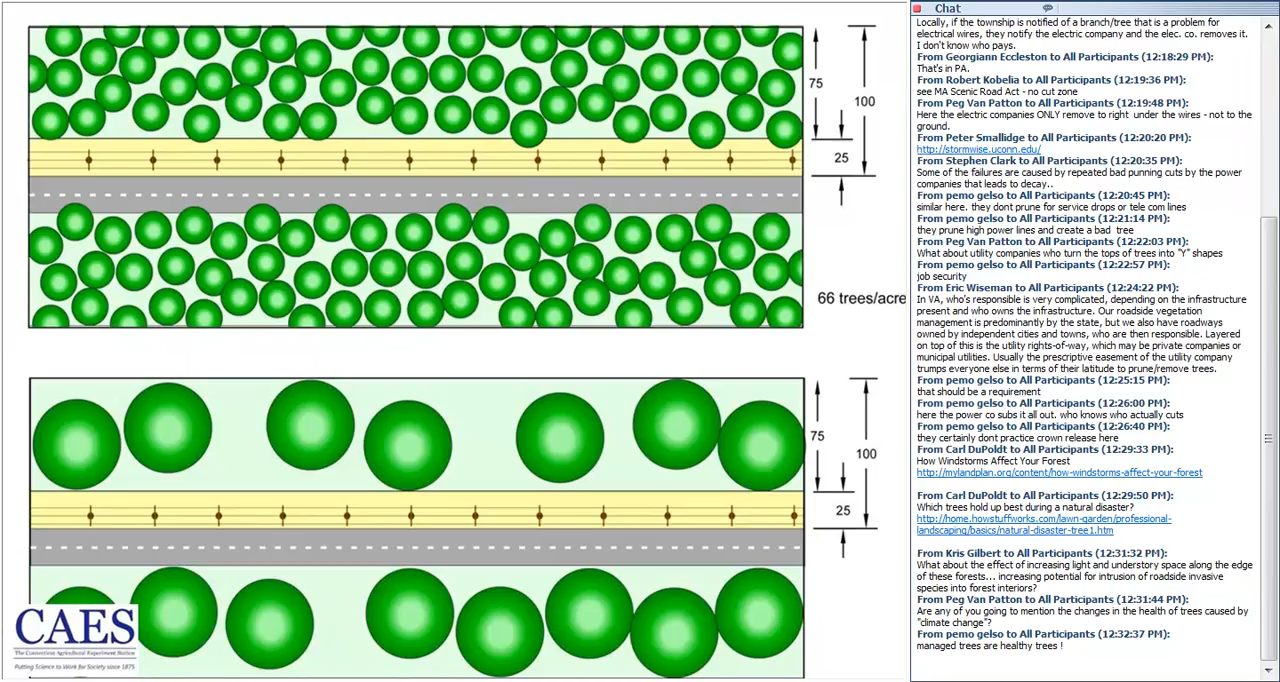 75
100
25
66 trees/acre
75
100
25
CAES
The Connecticut Agricultural Experiment Station
Putting Science to Work for Society since 1875
Chat
Locally, if the township is notified of a branch/tree that is a problem for
electrical wires, they notify the electric company and the elec. co. removes it.
I don't know who pays.
From Georgiann Eccleston to All Participants (12:18:29 PM):
That's in PA.
From Robert Kobelia to All Participants (12:19:36 PM):
see MA Scenic Road Act - no cut zone
From Peg Van Patton to All Participants (12:19:48 PM):
Here the electric companies ONLY remove to right  under the wires - not to the
ground.
From Peter Smallidge to All Participants (12:20:20 PM):
http://stormwise.uconn.edu/
From Stephen Clark to All Participants (12:20:35 PM):
Some of the failures are caused by repeated bad punning cuts by the power
companies that leads to decay..
From pemo gelso to All Participants (12:20:45 PM):
similar here. they dont prune for service drops or tele com lines
From pemo gelso to All Participants (12:21:14 PM):
they prune high power lines and create a bad  tree
From Peg Van Patton to All Participants (12:22:03 PM):
What about utility companies who turn the tops of trees into "Y" shapes
From pemo gelso to All Participants (12:22:57 PM):
job security
From Eric Wiseman to All Participants (12:24:22 PM):
In VA, who's responsible is very complicated, depending on the infrastructure
present and who owns the infrastructure. Our roadside vegetation
management is predominantly by the state, but we also have roadways
owned by independent cities and towns, who are then responsible. Layered
on top of this is the utility rights-of-way, which may be private companies or
municipal utilities. Usually the prescriptive easement of the utility company
trumps everyone else in terms of their latitude to prune/remove trees.
From pemo gelso to All Participants (12:25:15 PM):
that should be a requirement
From pemo gelso to All Participants (12:26:00 PM):
here the power co subs it all out. who knows who actually cuts
From pemo gelso to All Participants (12:26:40 PM):
they certainly dont practice crown release here
From Carl DuPoldt to All Participants (12:29:33 PM):
How Windstorms Affect Your Forest
http://mylandplan.org/content/how-windstorms-affect-your-forest
From Carl DuPoldt to All Participants (12:29:50 PM):
Which trees hold up best during a natural disaster?
http://home.howstuffworks.com/lawn-garden/professional-
landscaping/basics/natural-disaster-tree1.htm
From Kris Gilbert to All Participants (12:31:32 PM):
What about the effect of increasing light and understory space along the edge
of these forests... increasing potential for intrusion of roadside invasive
species into forest interiors?
From Peg Van Patton to All Participants (12:31:44 PM):
Are any of you going to mention the changes in the health of trees caused by
"climate change"?
From pemo gelso to All Participants (12:32:37 PM):
managed trees are healthy trees !